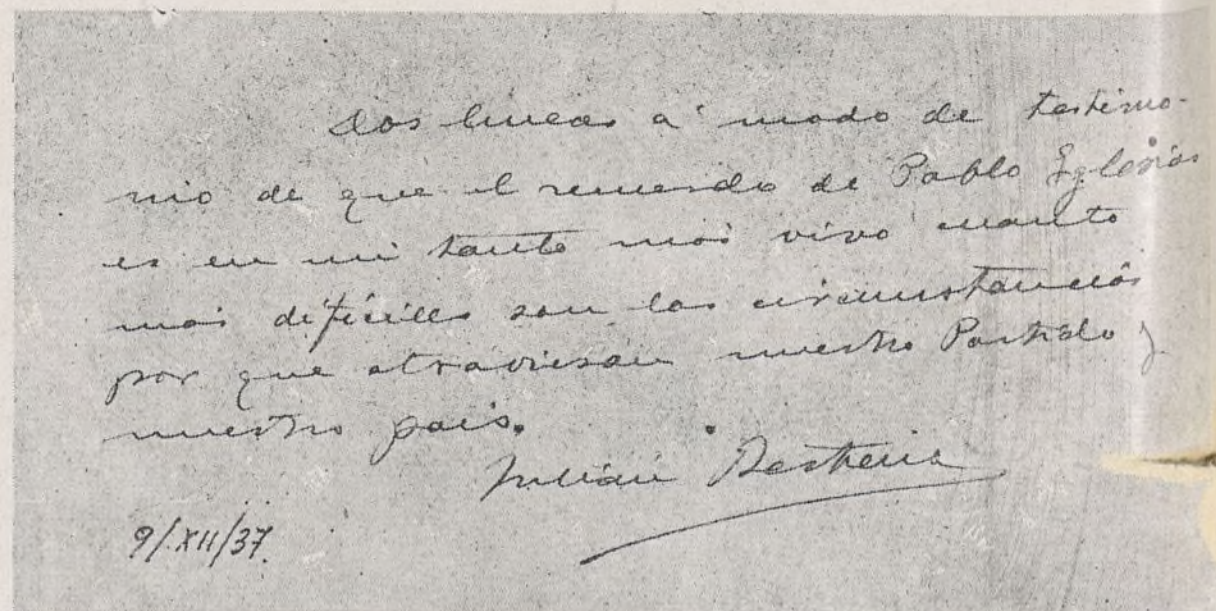 Dos lineas a modo de testimo-
nio de que el recuerdo de Pablo Iglesias
es en mi tanto más vivo cuanto
más difíciles son las circunstancias
por que atraviesan nuestro Partido y
nuestro pais.
Julián Besteiro
9/XII/37.